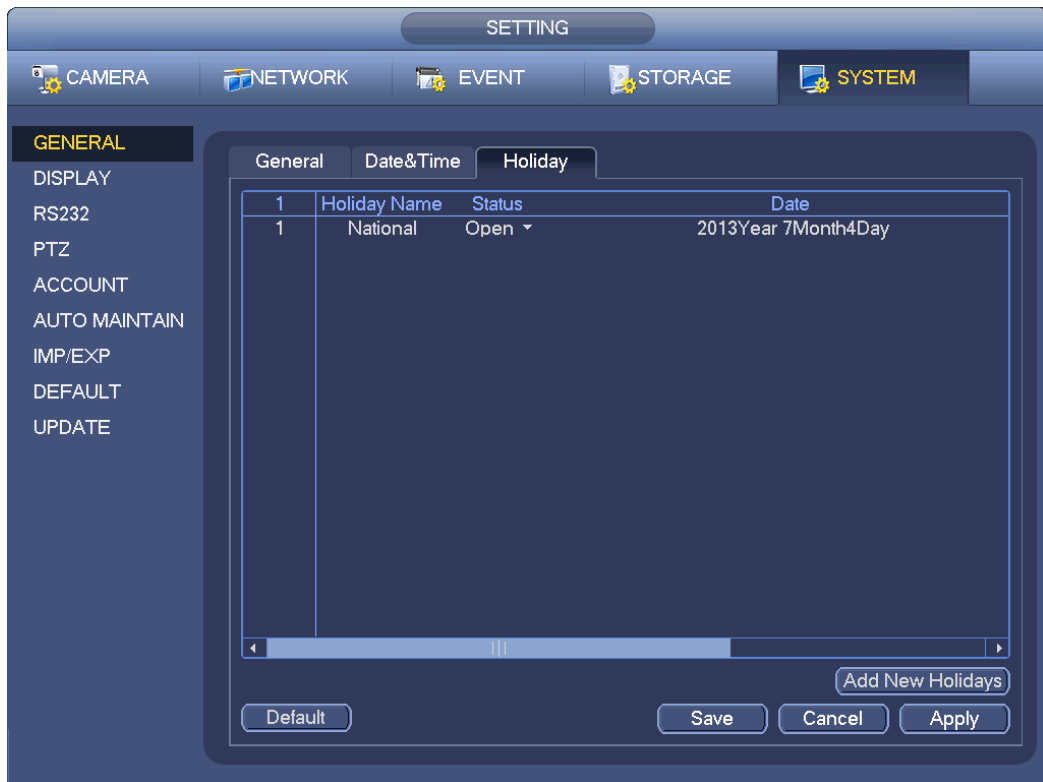 SETTING
CAMERA NETWORK EVENT STORAGE SYSTEM
GENERAL
DISPLAY
RS232
PTZ
ACCOUNT
AUTO MAINTAIN
IMP/EXP
DEFAULT
UPDATE
General Date&Time Holiday
1 Holiday Name Status Date
1 National Open 2013Year 7Month4Day
Add New Holidays
Default Save Cancel Apply